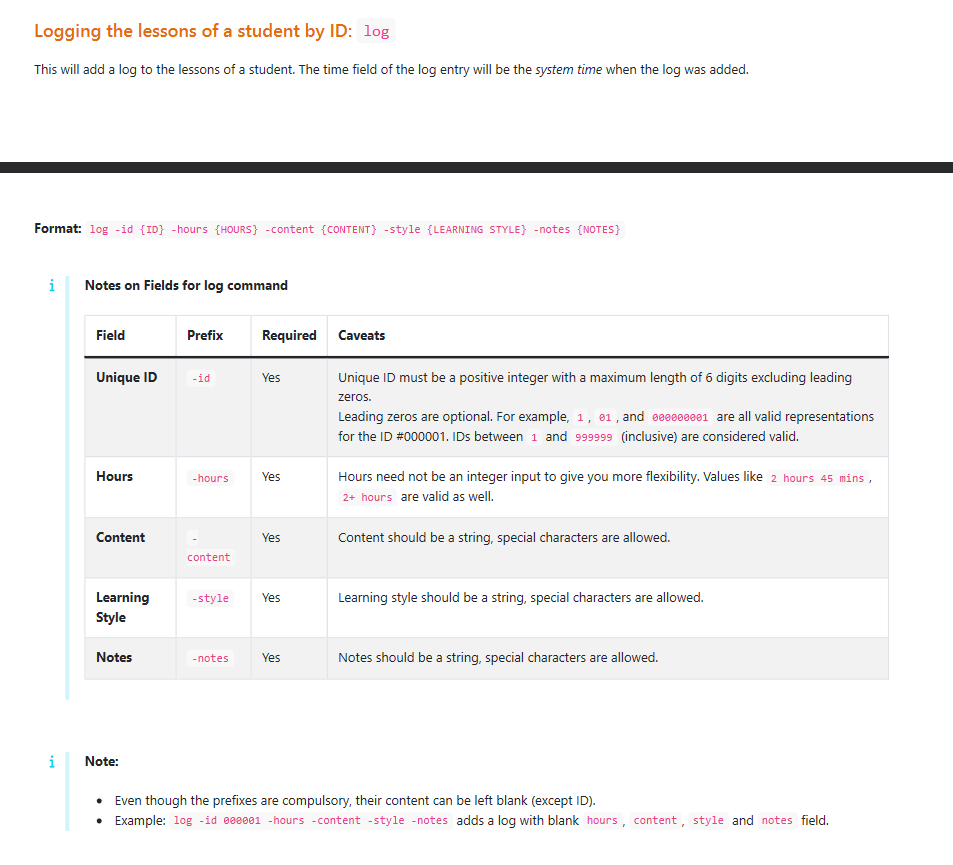 Logging the lessons of a student by ID: log
This will add a log to the lessons of a student. The time field of the log entry will be the system time when the log was added.
Format: log -id {ID} -hours {HOURS} -content {CONTENT} -style {LEARNING STYLE} -notes {NOTES}
i Notes on Fields for log command
Field Prefix Required Caveats
Unique ID -id Yes Unique ID must be a positive integer with a maximum length of 6 digits excluding leading
zeros.
Leading zeros are optional. For example, 1 , 01 , and 000000001 are all valid representations
for the ID #000001. IDs between 1 and 999999 (inclusive) are considered valid.
Hours -hours Yes Hours need not be an integer input to give you more flexibility. Values like 2 hours 45 mins ,
2+ hours are valid as well.
Content - Yes Content should be a string, special characters are allowed.
content
Learning -style Yes Learning style should be a string, special characters are allowed.
Style
Notes -notes Yes Notes should be a string, special characters are allowed.
i Note:
• Even though the prefixes are compulsory, their content can be left blank (except ID).
• Example: log -id 000001 -hours -content -style -notes adds a log with blank hours , content , style and notes field.